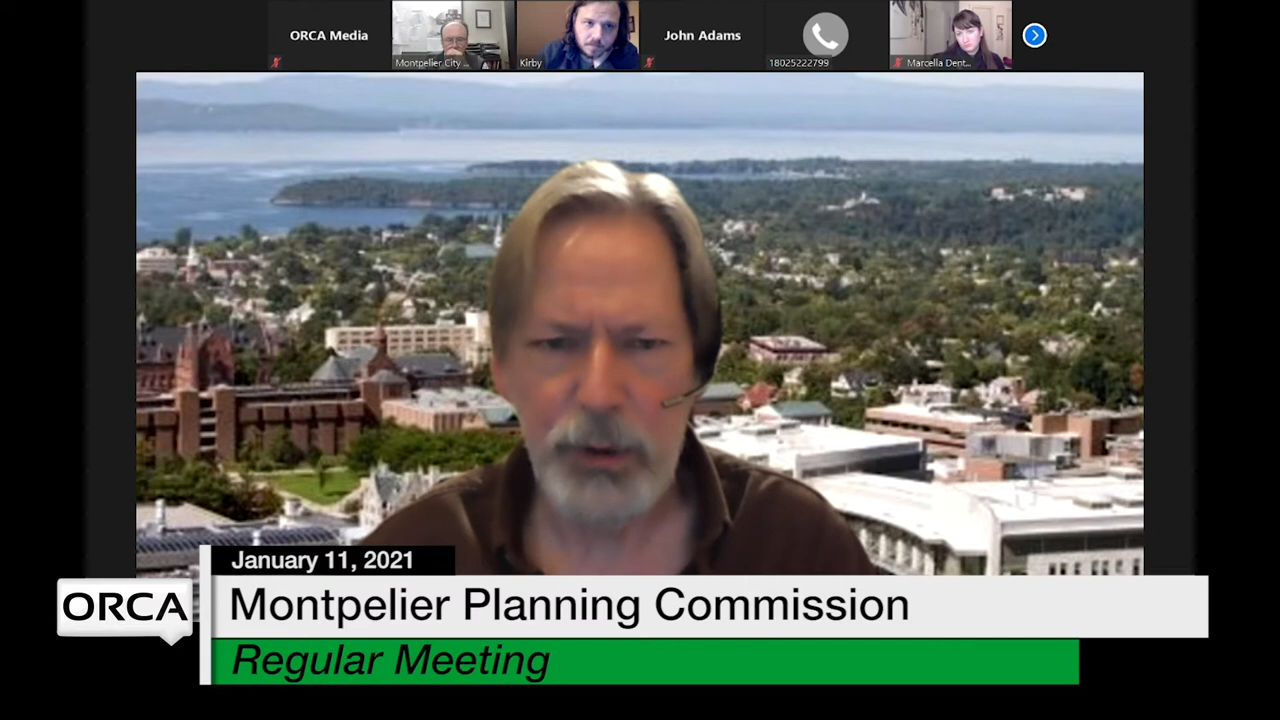 ORCA Media
Montpelier City ...
Kirby
John Adams
18025222799
Marcella Dent...
January 11, 2021
ORCA
Montpelier Planning Commission
Regular Meeting